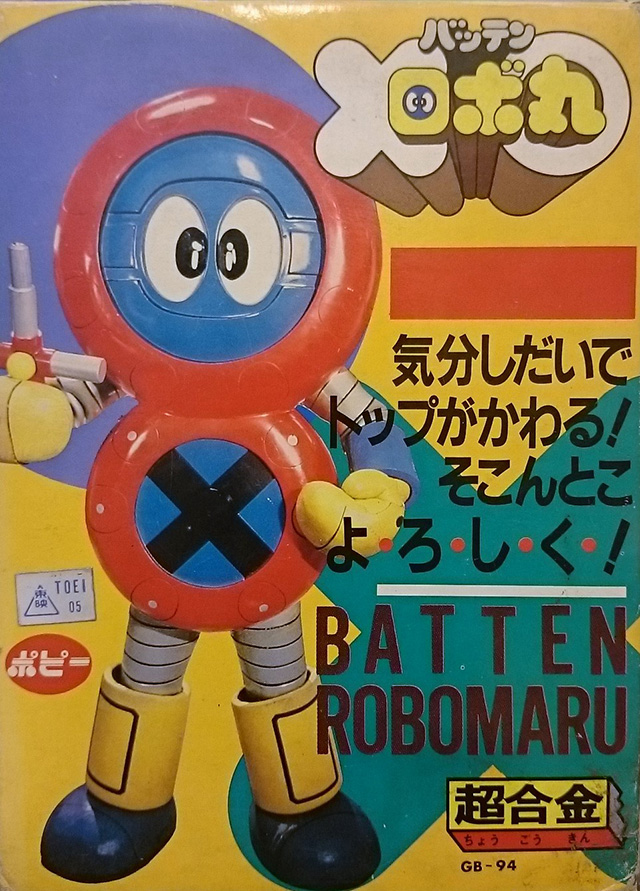 バッテン
ロボ丸
気分しだいで
トップがかわる!
そこんとこ
よ・ろ・し・く・!
TOEI
東映
05
ポピー
BATTEN
ROBOMARU
超合金
ちょう ごう きん
GB-94